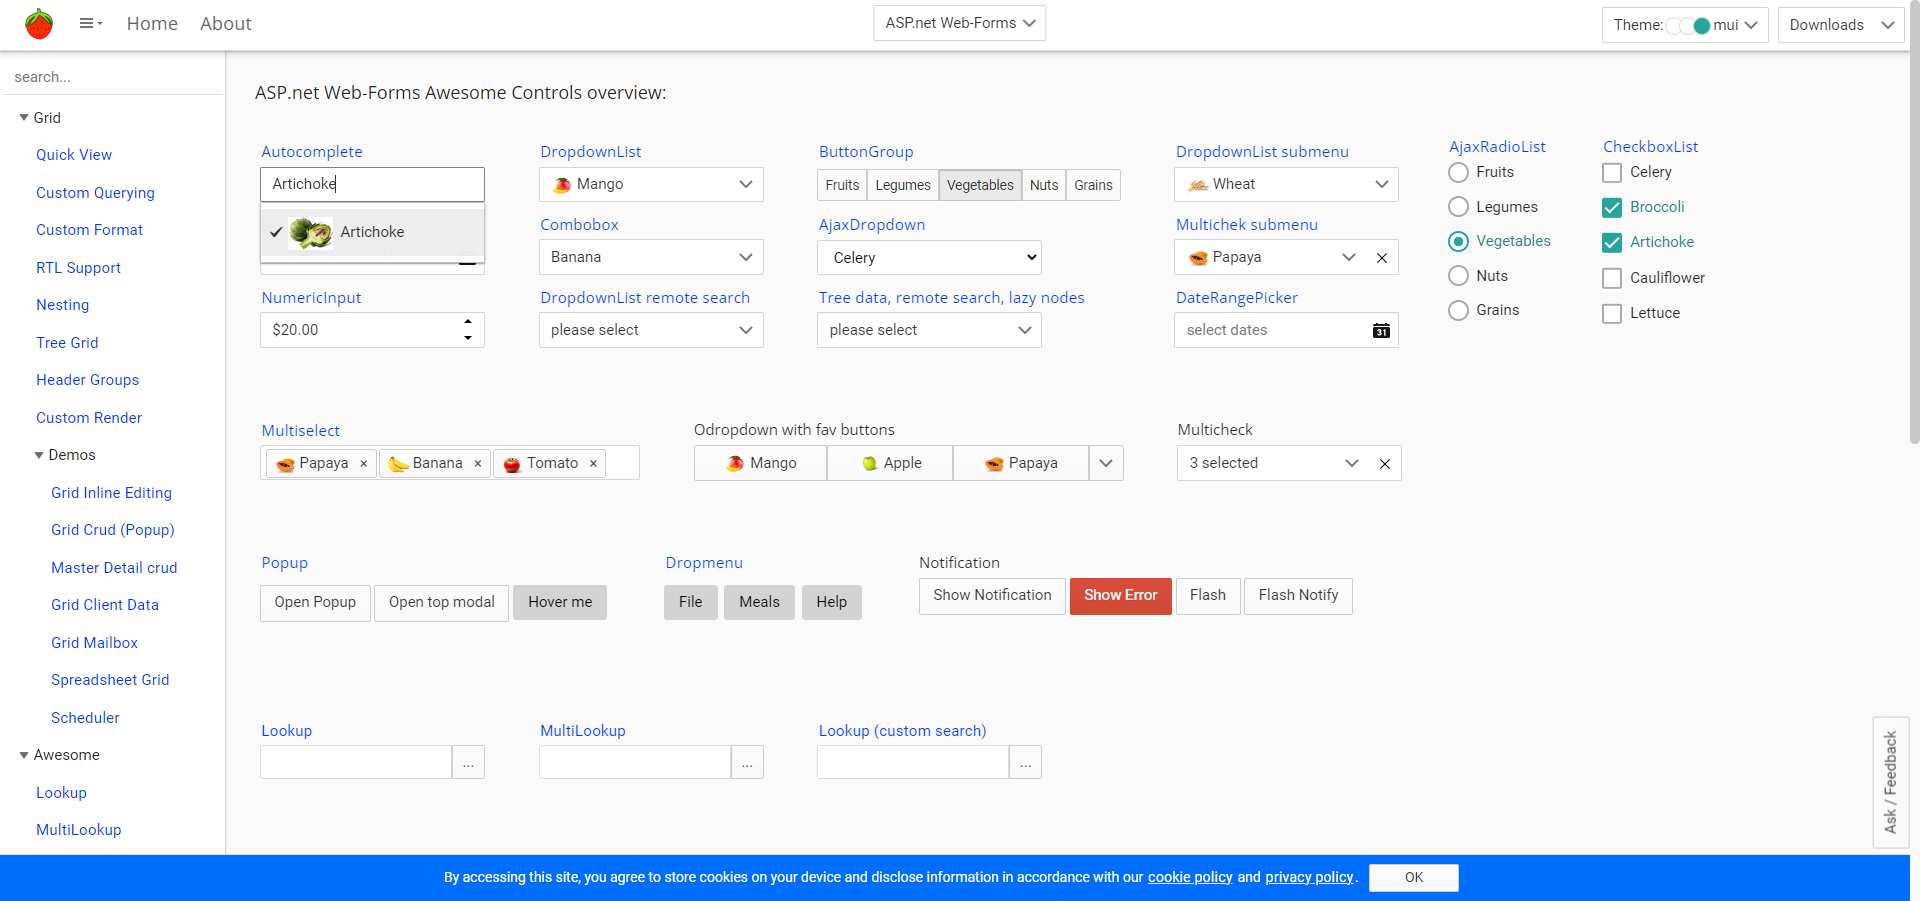 Home
About
ASP.net Web-Forms
Theme: mui
Downloads
search...
Grid
Quick View
Custom Querying
Custom Format
RTL Support
Nesting
Tree Grid
Header Groups
Custom Render
Demos
Grid Inline Editing
Grid Crud (Popup)
Master Detail crud
Grid Client Data
Grid Mailbox
Spreadsheet Grid
Scheduler
Awesome
Lookup
MultiLookup
ASP.net Web-Forms Awesome Controls overview:
Autocomplete
Artichoke
Artichoke
NumericInput
$20.00
DropdownList
Mango
Combobox
Banana
DropdownList remote search
please select
ButtonGroup
Fruits Legumes Vegetables Nuts Grains
AjaxDropdown
Celery
Tree data, remote search, lazy nodes
please select
DropdownList submenu
Wheat
Multichek submenu
Papaya
DateRangePicker
select dates
31
AjaxRadioList
Fruits
Legumes
Vegetables
Nuts
Grains
CheckboxList
Celery
Broccoli
Artichoke
Cauliflower
Lettuce
Multiselect
Papaya × Banana × Tomato ×
Odropdown with fav buttons
Mango Apple Papaya
Multicheck
3 selected
Popup
Open Popup Open top modal Hover me
Dropmenu
File Meals Help
Notification
Show Notification Show Error Flash Flash Notify
Lookup
...
MultiLookup
...
Lookup (custom search)
...
Ask / Feedback
By accessing this site, you agree to store cookies on your device and disclose information in accordance with our cookie policy and privacy policy. OK